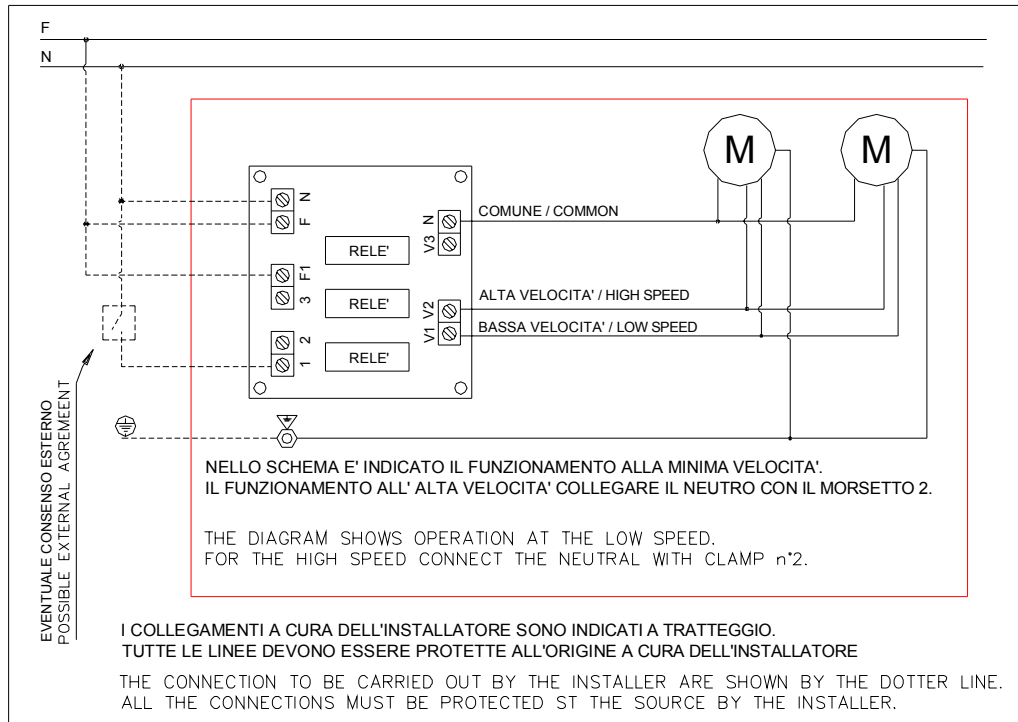 F
N
M
M
N
F
F1
3
2
1
RELE'
RELE'
RELE'
N
V3
V2
V1
COMUNE / COMMON
ALTA VELOCITA' / HIGH SPEED
BASSA VELOCITA' / LOW SPEED
EVENTUALE CONSENSO ESTERNO
POSSIBLE EXTERNAL AGREMEENT
NELLO SCHEMA E' INDICATO IL FUNZIONAMENTO ALLA MINIMA VELOCITA'.
IL FUNZIONAMENTO ALL' ALTA VELOCITA' COLLEGARE IL NEUTRO CON IL MORSETTO 2.
THE DIAGRAM SHOWS OPERATION AT THE LOW SPEED.
FOR THE HIGH SPEED CONNECT THE NEUTRAL WITH CLAMP n°2.
I COLLEGAMENTI A CURA DELL'INSTALLATORE SONO INDICATI A TRATTEGGIO.
TUTTE LE LINEE DEVONO ESSERE PROTETTE ALL'ORIGINE A CURA DELL'INSTALLATORE
THE CONNECTION TO BE CARRIED OUT BY THE INSTALLER ARE SHOWN BY THE DOTTER LINE.
ALL THE CONNECTIONS MUST BE PROTECTED ST THE SOURCE BY THE INSTALLER.